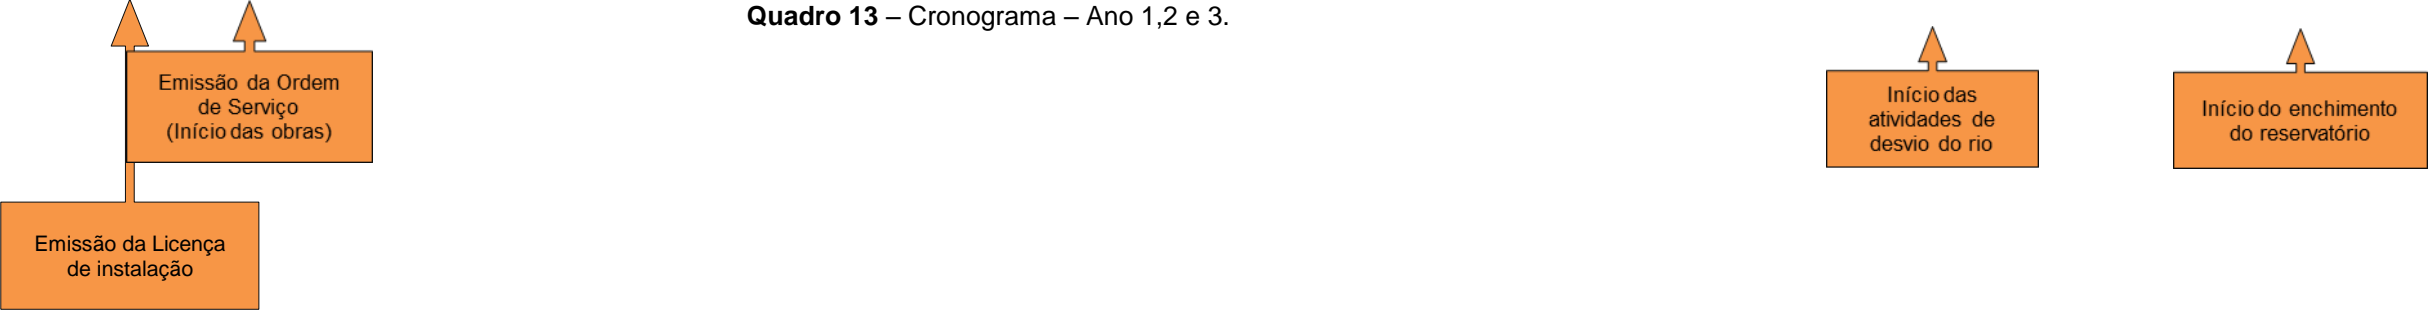 Quadro 13 – Cronograma – Ano 1,2 e 3.
Emissão da Ordem
de Serviço
(Início das obras)
Emissão da Licença
de instalação
Início das
atividades de
desvio do rio
Início do enchimento
do reservatório